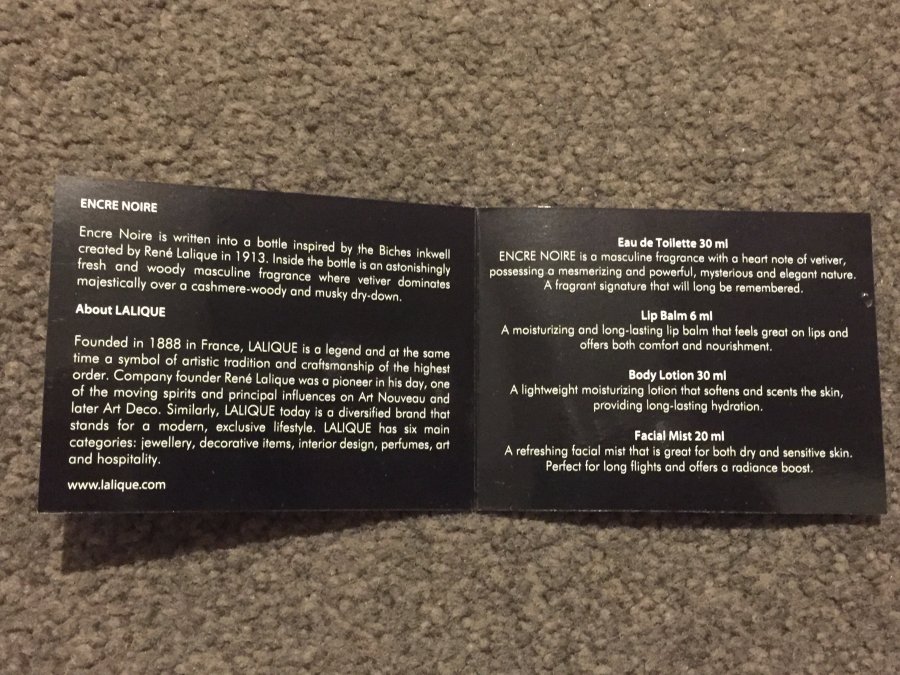 ENCRE NOIRE
Encre Noire is written into a bottle inspired by the Biches inkwell
created by René Lalique in 1913. Inside the bottle is an astonishingly
fresh and woody masculine fragrance where vetiver dominates
majestically over a cashmere-woody and musky dry-down.
About LALIQUE
Founded in 1888 in France, LALIQUE is a legend and at the same
time a symbol of artistic tradition and craftsmanship of the highest
order. Company founder René Lalique was a pioneer in his day, one
of the moving spirits and principal influences on Art Nouveau and
later Art Deco. Similarly, LALIQUE today is a diversified brand that
stands for a modern, exclusive lifestyle. LALIQUE has six main
categories: jewellery, decorative items, interior design, perfumes, art
and hospitality.
www.lalique.com
Eau de Toilette 30 ml
ENCRE NOIRE is a masculine fragrance with a heart note of vetiver,
possessing a mesmerizing and powerful, mysterious and elegant nature.
A fragrant signature that will long be remembered.
Lip Balm 6 ml
A moisturizing and long-lasting lip balm that feels great on lips and
offers both comfort and nourishment.
Body Lotion 30 ml
A lightweight moisturizing lotion that softens and scents the skin,
providing long-lasting hydration.
Facial Mist 20 ml
A refreshing facial mist that is great for both dry and sensitive skin.
Perfect for long flights and offers a radiance boost.